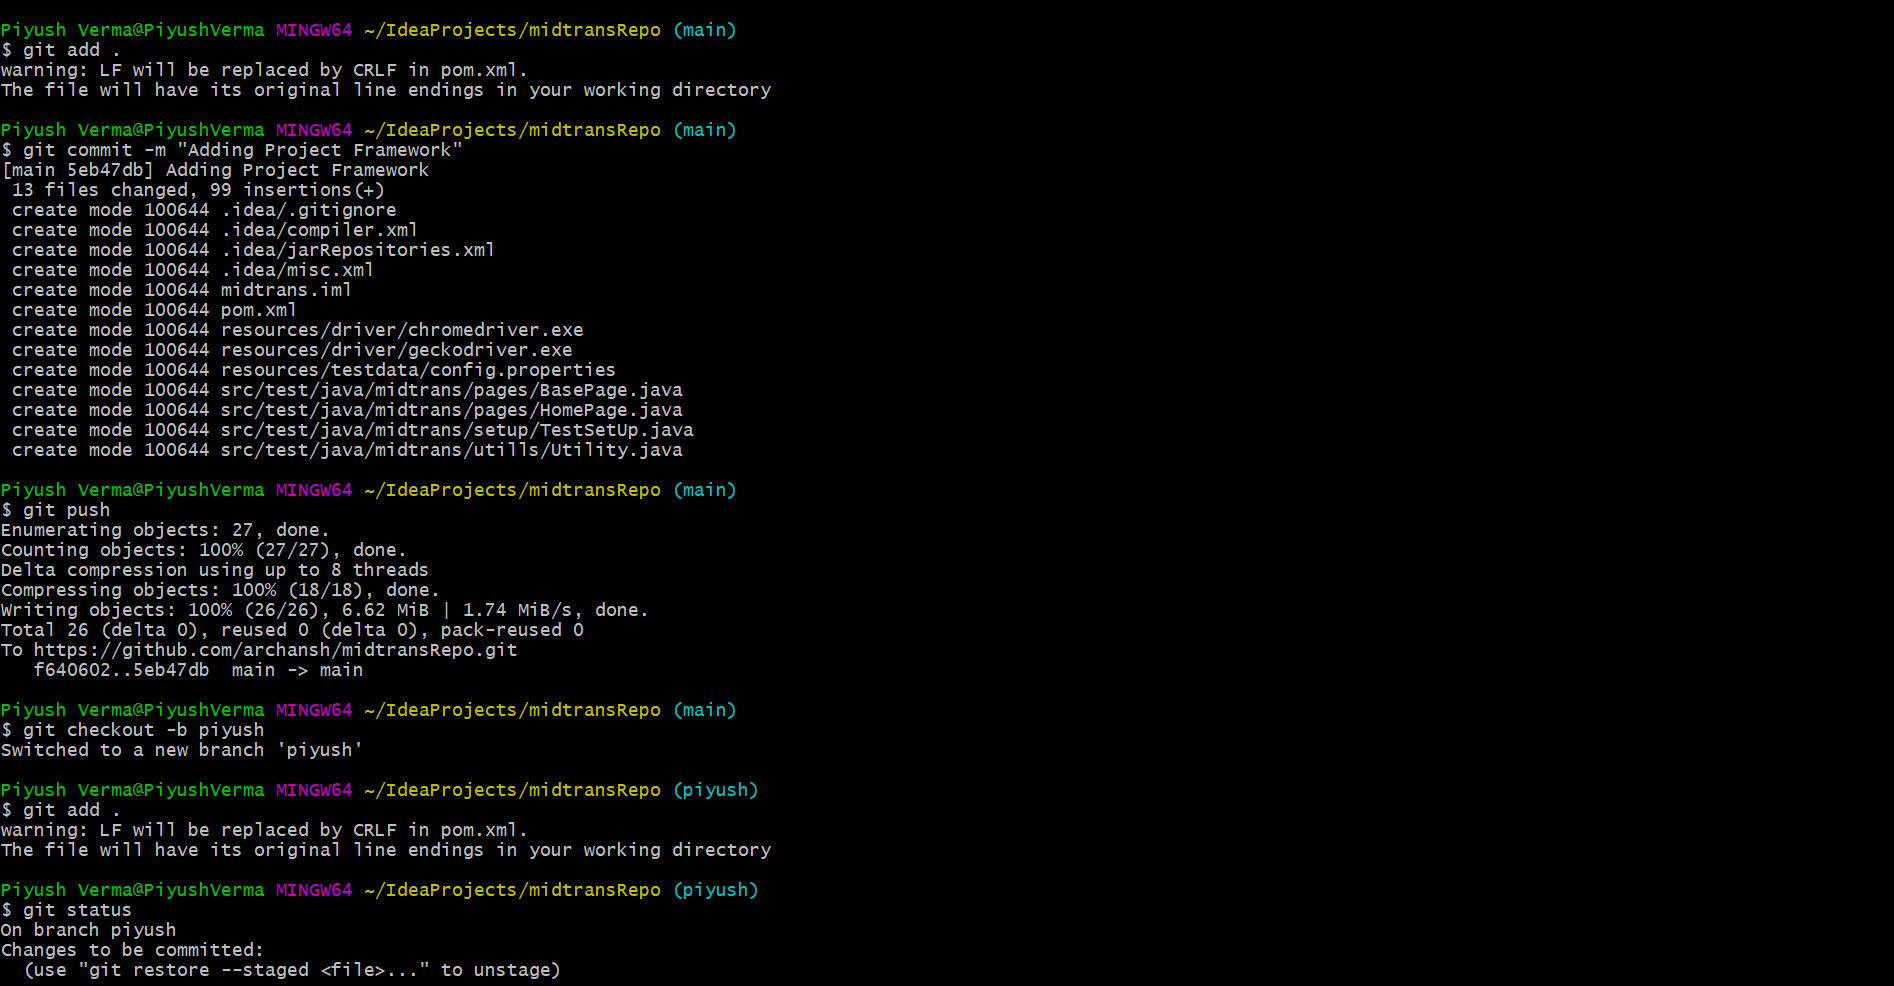 Piyush Verma@PiyushVerma MINGW64 ~/IdeaProjects/midtransRepo (main)
$ git add .
warning: LF will be replaced by CRLF in pom.xml.
The file will have its original line endings in your working directory

Piyush Verma@PiyushVerma MINGW64 ~/IdeaProjects/midtransRepo (main)
$ git commit -m "Adding Project Framework"
[main 5eb47db] Adding Project Framework
 13 files changed, 99 insertions(+)
 create mode 100644 .idea/.gitignore
 create mode 100644 .idea/compiler.xml
 create mode 100644 .idea/jarRepositories.xml
 create mode 100644 .idea/misc.xml
 create mode 100644 midtrans.iml
 create mode 100644 pom.xml
 create mode 100644 resources/driver/chromedriver.exe
 create mode 100644 resources/driver/geckodriver.exe
 create mode 100644 resources/testdata/config.properties
 create mode 100644 src/test/java/midtrans/pages/BasePage.java
 create mode 100644 src/test/java/midtrans/pages/HomePage.java
 create mode 100644 src/test/java/midtrans/setup/TestSetUp.java
 create mode 100644 src/test/java/midtrans/utills/Utility.java

Piyush Verma@PiyushVerma MINGW64 ~/IdeaProjects/midtransRepo (main)
$ git push
Enumerating objects: 27, done.
Counting objects: 100% (27/27), done.
Delta compression using up to 8 threads
Compressing objects: 100% (18/18), done.
Writing objects: 100% (26/26), 6.62 MiB | 1.74 MiB/s, done.
Total 26 (delta 0), reused 0 (delta 0), pack-reused 0
To https://github.com/archansh/midtransRepo.git
   f640602..5eb47db  main -> main

Piyush Verma@PiyushVerma MINGW64 ~/IdeaProjects/midtransRepo (main)
$ git checkout -b piyush
Switched to a new branch 'piyush'

Piyush Verma@PiyushVerma MINGW64 ~/IdeaProjects/midtransRepo (piyush)
$ git add .
warning: LF will be replaced by CRLF in pom.xml.
The file will have its original line endings in your working directory

Piyush Verma@PiyushVerma MINGW64 ~/IdeaProjects/midtransRepo (piyush)
$ git status
On branch piyush
Changes to be committed:
  (use "git restore --staged <file>..." to unstage)